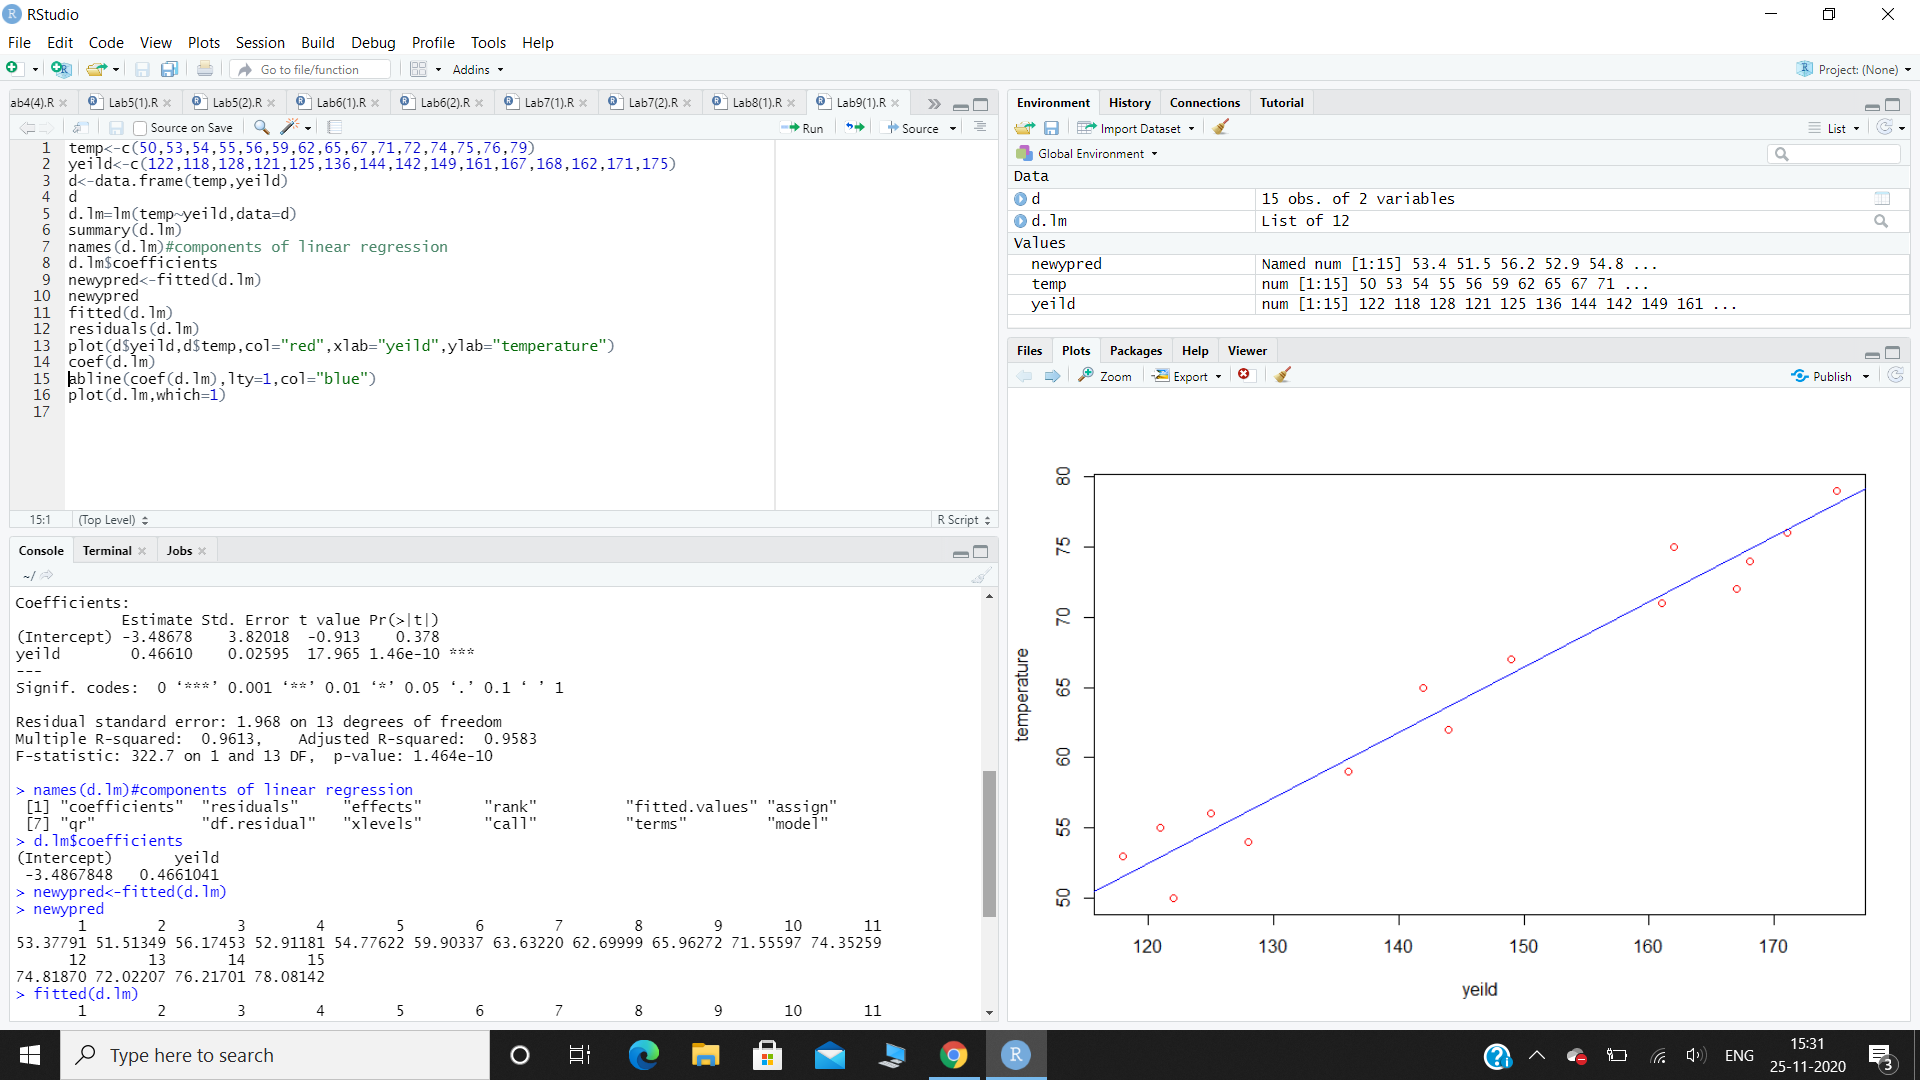 RStudio
File Edit Code View Plots Session Build Debug Profile Tools Help
Go to file/function Addins Project: (None)
ab4(4).R Lab5(1).R Lab5(2).R Lab6(1).R Lab6(2).R Lab7(1).R Lab7(2).R Lab8(1).R Lab9(1).R
Source on Save Run Source
1 temp<-c(50,53,54,55,56,59,62,65,67,71,72,74,75,76,79)
2 yeild<-c(122,118,128,121,125,136,144,142,149,161,167,168,162,171,175)
3 d<-data.frame(temp,yeild)
4 d
5 d.lm=lm(temp~yeild,data=d)
6 summary(d.lm)
7 names(d.lm)#components of linear regression
8 d.lm$coefficients
9 newypred<-fitted(d.lm)
10 newypred
11 fitted(d.lm)
12 residuals(d.lm)
13 plot(d$yeild,d$temp,col="red",xlab="yeild",ylab="temperature")
14 coef(d.lm)
15 abline(coef(d.lm),lty=1,col="blue")
16 plot(d.lm,which=1)
17
15:1 (Top Level) R Script
Console Terminal Jobs
~/
Coefficients:
Estimate Std. Error t value Pr(>|t|)
(Intercept) -3.48678 3.82018 -0.913 0.378
yeild 0.46610 0.02595 17.965 1.46e-10 ***
---
Signif. codes: 0 ‘***’ 0.001 ‘**’ 0.01 ‘*’ 0.05 ‘.’ 0.1 ‘ ’ 1
Residual standard error: 1.968 on 13 degrees of freedom
Multiple R-squared: 0.9613, Adjusted R-squared: 0.9583
F-statistic: 322.7 on 1 and 13 DF, p-value: 1.464e-10
> names(d.lm)#components of linear regression
[1] "coefficients" "residuals" "effects" "rank" "fitted.values" "assign"
[7] "qr" "df.residual" "xlevels" "call" "terms" "model"
> d.lm$coefficients
(Intercept) yeild
-3.4867848 0.4661041
> newypred<-fitted(d.lm)
> newypred
1 2 3 4 5 6 7 8 9 10 11
53.37791 51.51349 56.17453 52.91181 54.77622 59.90337 63.63220 62.69999 65.96272 71.55597 74.35259
12 13 14 15
74.81870 72.02207 76.21701 78.08142
> fitted(d.lm)
1 2 3 4 5 6 7 8 9 10 11
Environment History Connections Tutorial
Import Dataset List
Global Environment
Data
d 15 obs. of 2 variables
d.lm List of 12
Values
newypred Named num [1:15] 53.4 51.5 56.2 52.9 54.8 ...
temp num [1:15] 50 53 54 55 56 59 62 65 67 71 ...
yeild num [1:15] 122 118 128 121 125 136 144 142 149 161 ...
Files Plots Packages Help Viewer
Zoom Export Publish
80
75
70
65
60
55
50
temperature
120 130 140 150 160 170
yeild
Type here to search
ENG
15:31
25-11-2020
3